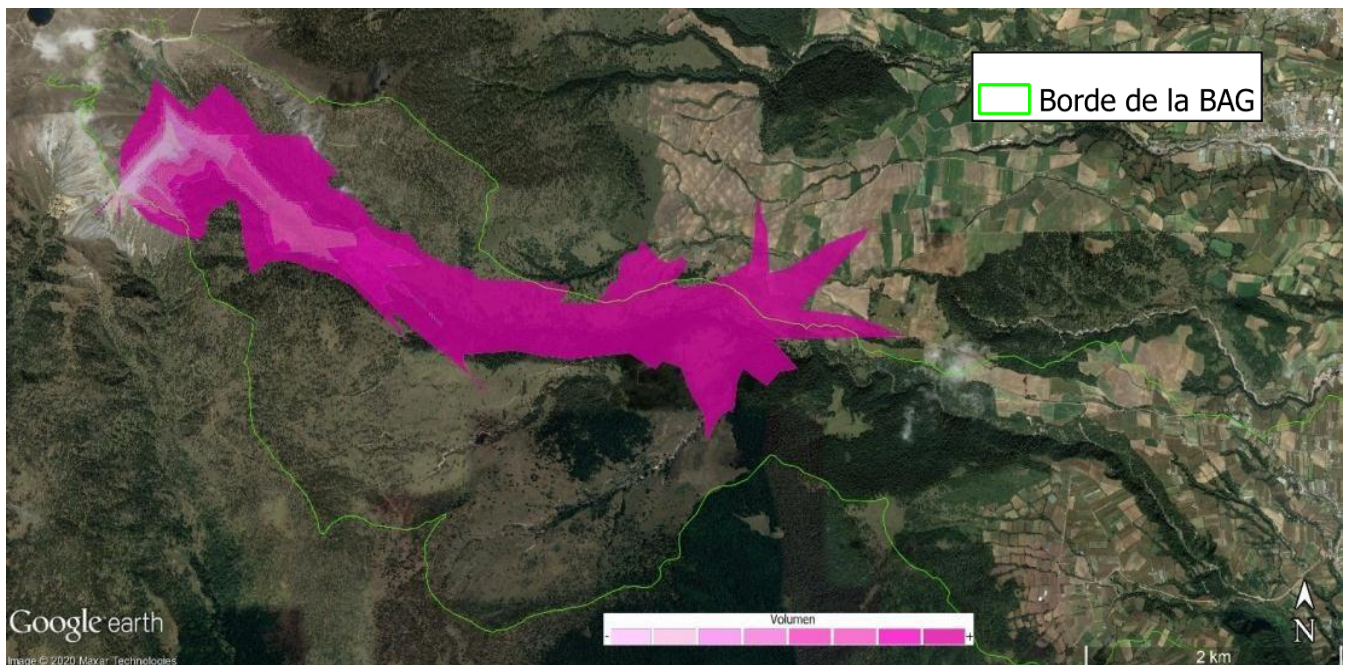 Borde de la BAG
Volumen
- +
Google earth
Image © 2020 Maxar Technologies
N
2 km